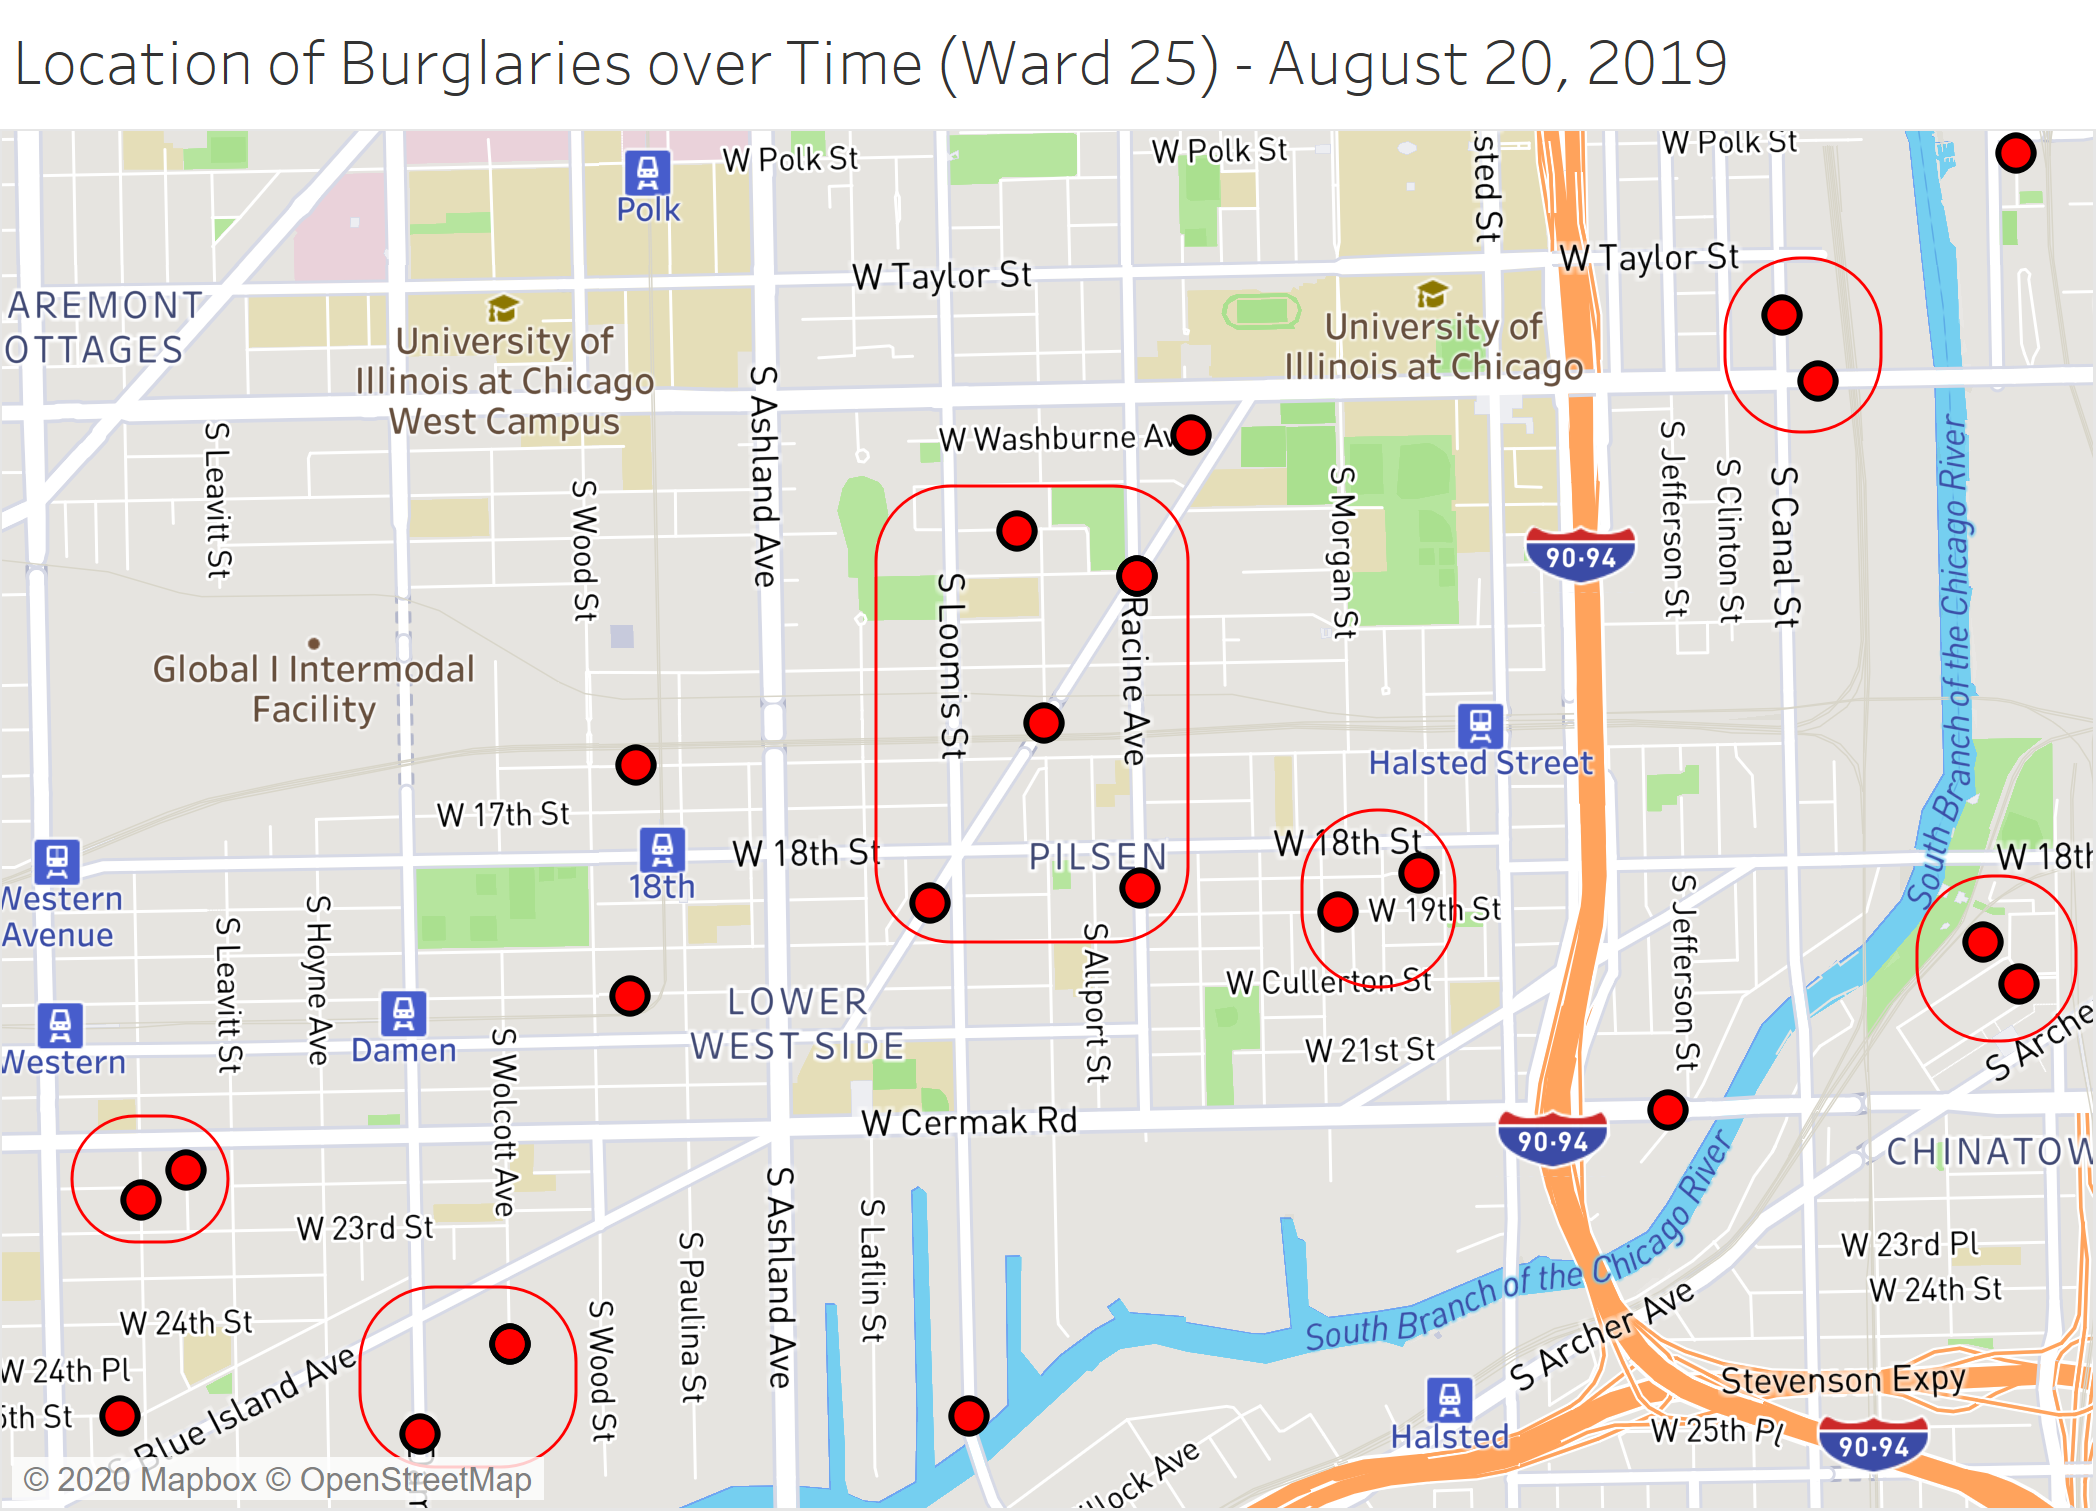 Location of Burglaries over Time (Ward 25) - August 20, 2019
W Polk St
W Polk St
W Polk St
Polk
sted St
W Taylor St
W Taylor St
AREMONT
OTTAGES
University of
Illinois at Chicago
West Campus
University of
Illinois at Chicago
S Leavitt St
S Wood St
S Ashland Ave
W Washburne Av
S Morgan St
S Jefferson St
S Clinton St
S Canal St
South Branch of the Chicago River
90-94
S Loomis St
Racine Ave
Global I Intermodal
Facility
Halsted Street
W 17th St
18th
W 18th St
PILSEN
W 18th St
W 18th
Western
Avenue
W 19th St
S Leavitt St
S Hoyne Ave
S Allport St
S Jefferson St
W Cullerton St
LOWER
WEST SIDE
Western
Damen
S Wolcott Ave
W 21st St
S Arche
W Cermak Rd
90-94
CHINATOW
W 23rd St
S Ashland Ave
S Laflin St
S Paulina St
S Wood St
South Branch of the Chicago River
W 23rd Pl
W 24th St
W 24th St
W 24th Pl
5th St
S Blue Island Ave
S Archer Ave
Stevenson Expy
Halsted
W 25th Pl
90-94
llock Ave
© 2020 Mapbox © OpenStreetMap